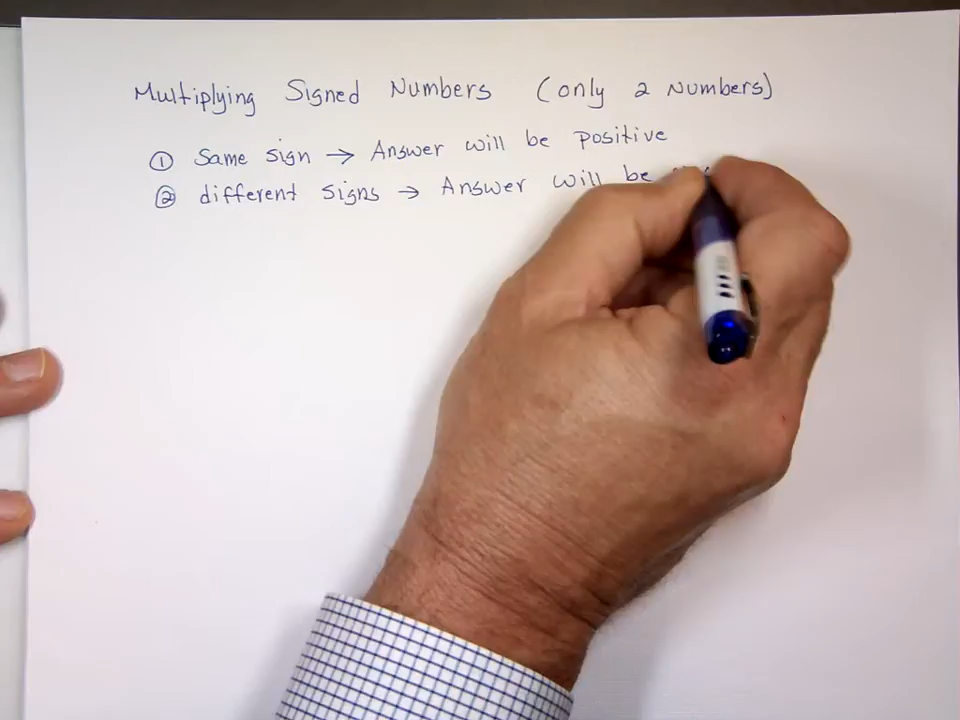 Multiplying Signed Numbers (only 2 Numbers)
① Same sign → Answer will be positive
② different signs → Answer will be